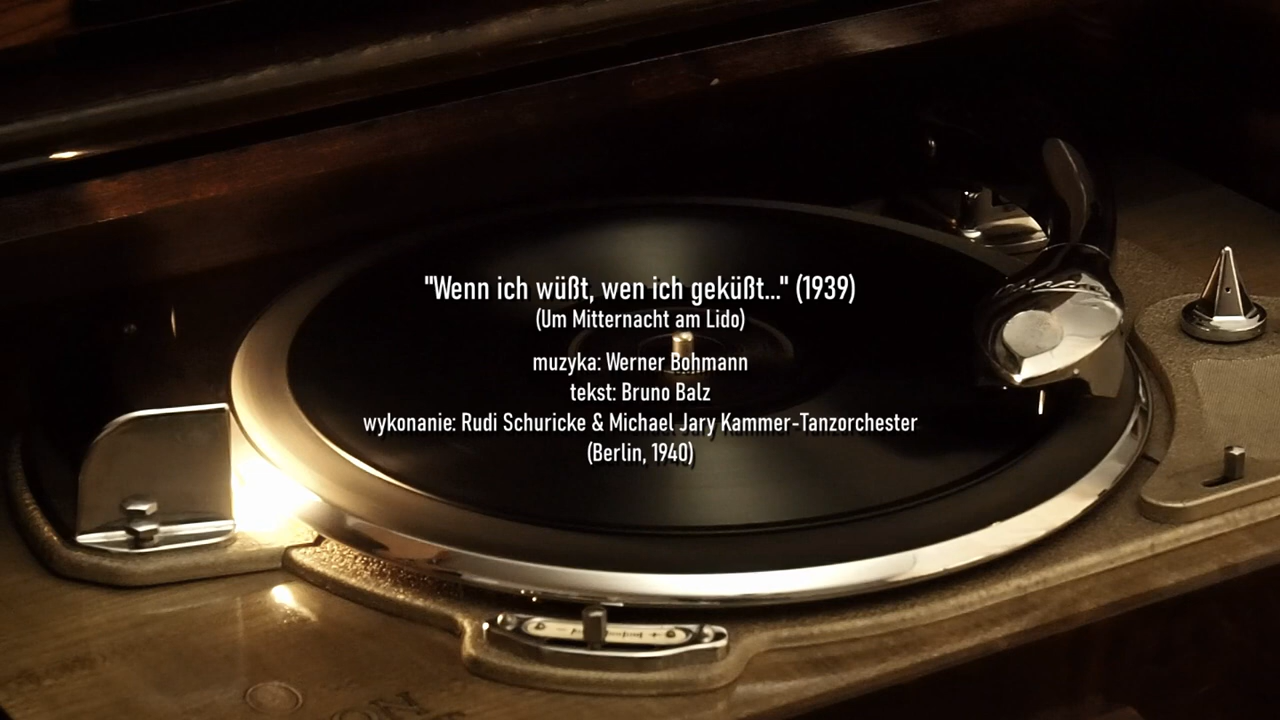 "Wenn ich wüßt, wen ich geküßt..." (1939)
(Um Mitternacht am Lido)
muzyka: Werner Bohmann
tekst: Bruno Balz
wykonanie: Rudi Schuricke & Michael Jary Kammer-Tanzorchester
(Berlin, 1940)